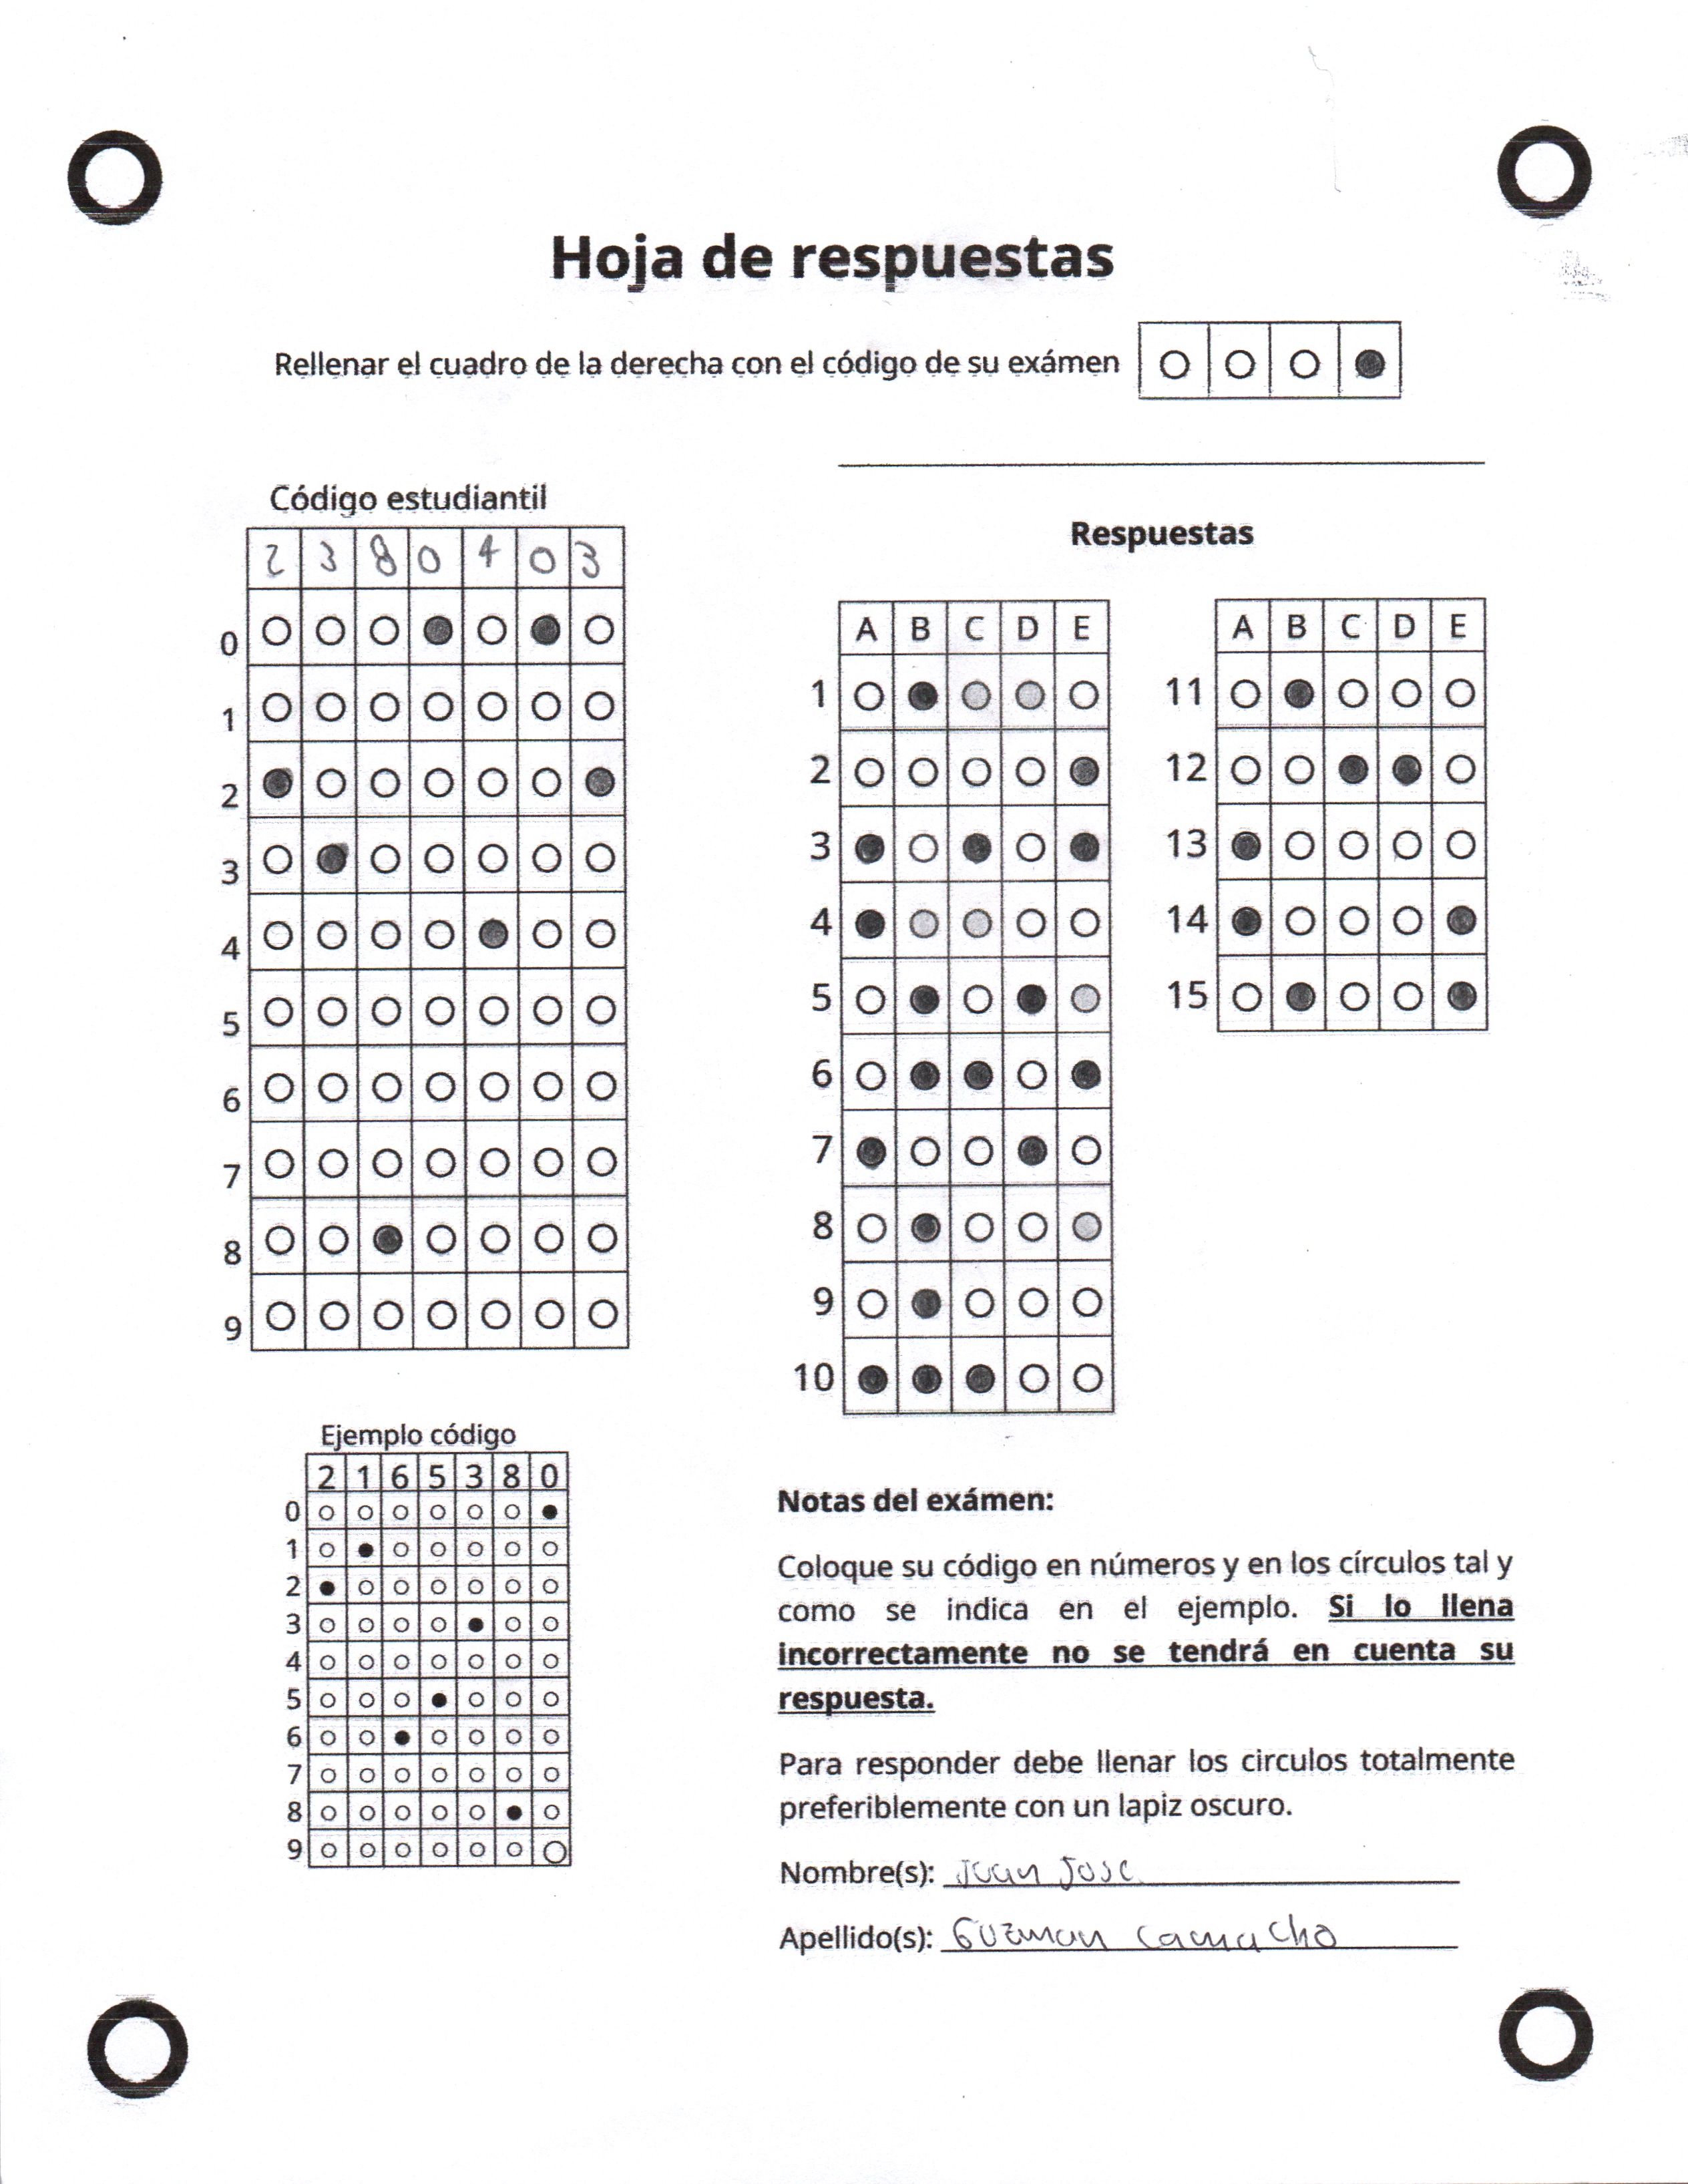 Hoja de respuestas
Rellenar el cuadro de la derecha con el código de su exámen
Código estudiantil
2 3 8 0 4 0 3
0
1
2
3
4
5
6
7
8
9
Respuestas
A B C D E
1
2
3
4
5
6
7
8
9
10
A B C D E
11
12
13
14
15
Ejemplo código
2 1 6 5 3 8 0
0
1
2
3
4
5
6
7
8
9
Notas del exámen:
Coloque su código en números y en los círculos tal y
como se indica en el ejemplo. Si lo llena
incorrectamente no se tendrá en cuenta su
respuesta.
Para responder debe llenar los circulos totalmente
preferiblemente con un lapiz oscuro.
Nombre(s): Juan Jose
Apellido(s): Guzman Camacho